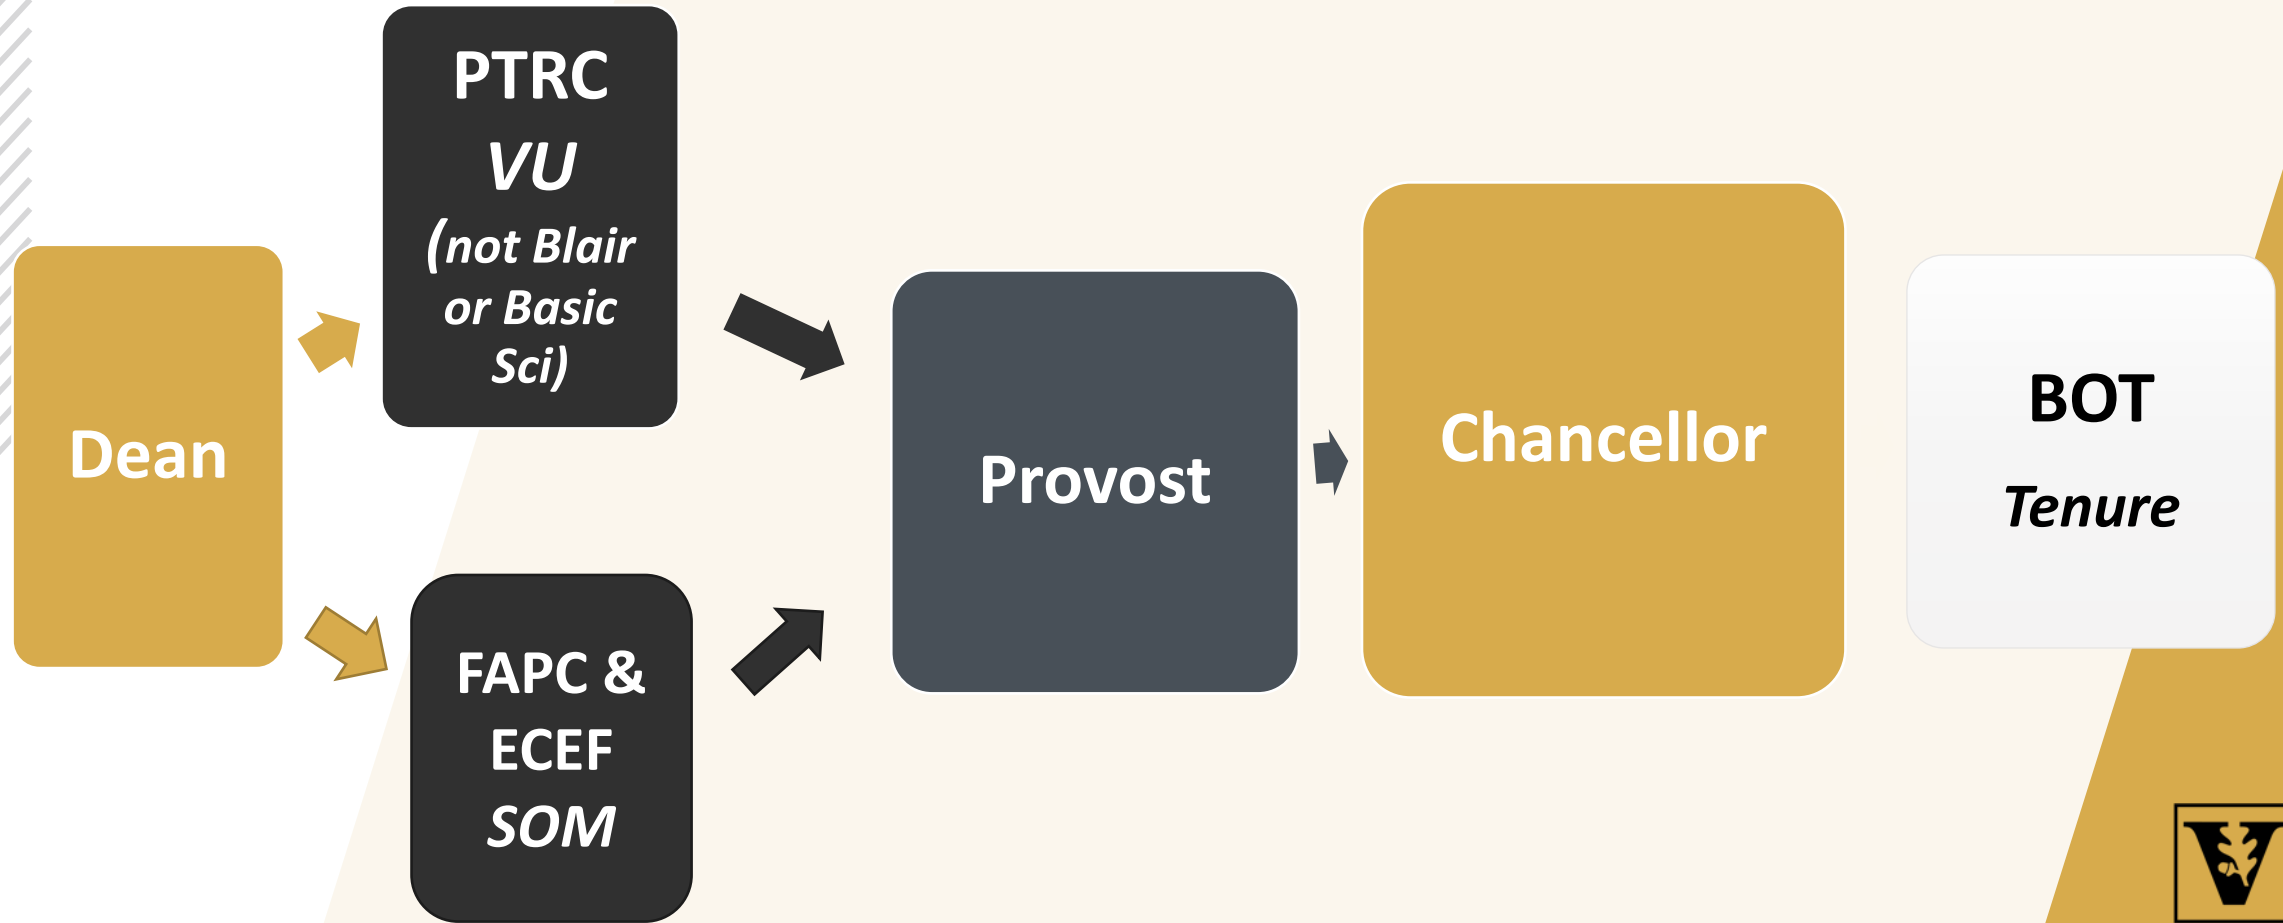 Dean
PTRC
VU
(not Blair
or Basic
Sci)
FAPC &
ECEF
SOM
Provost
Chancellor
BOT
Tenure
V